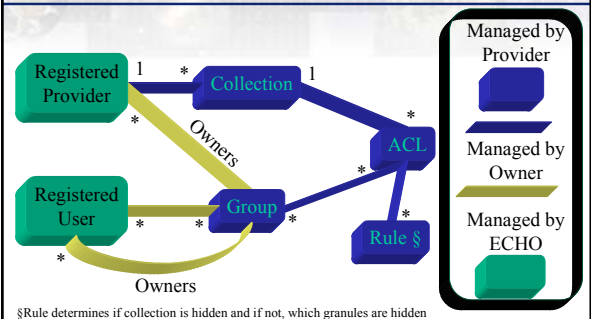 Managed by
Provider
Managed by
Owner
Managed by
ECHO
Registered
Provider
1
*
Collection
1
*
*
Owners
ACL
*
Registered
User
*
*
Group
*
*
Rule §
*
Owners
§Rule determines if collection is hidden and if not, which granules are hidden